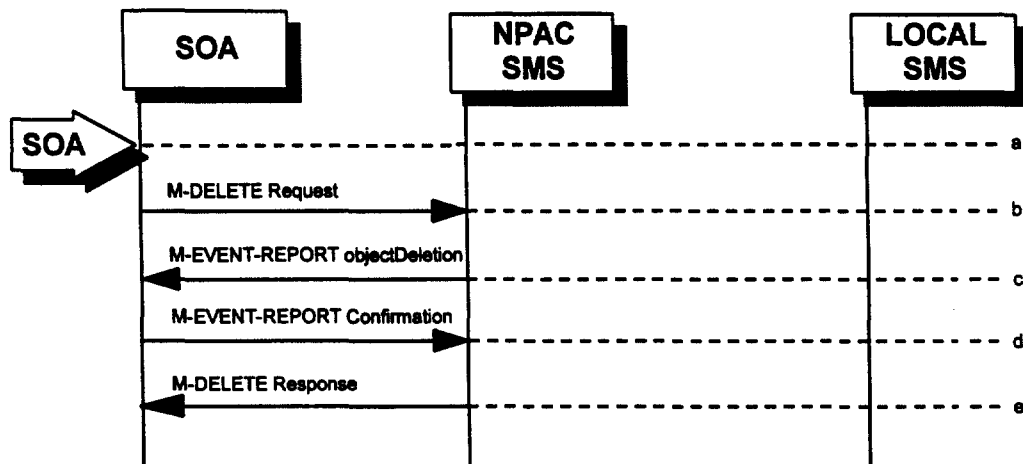 SOA
NPAC
SMS
LOCAL
SMS
SOA
a
M-DELETE Request
b
M-EVENT-REPORT objectDeletion
c
M-EVENT-REPORT Confirmation
d
M-DELETE Response
e